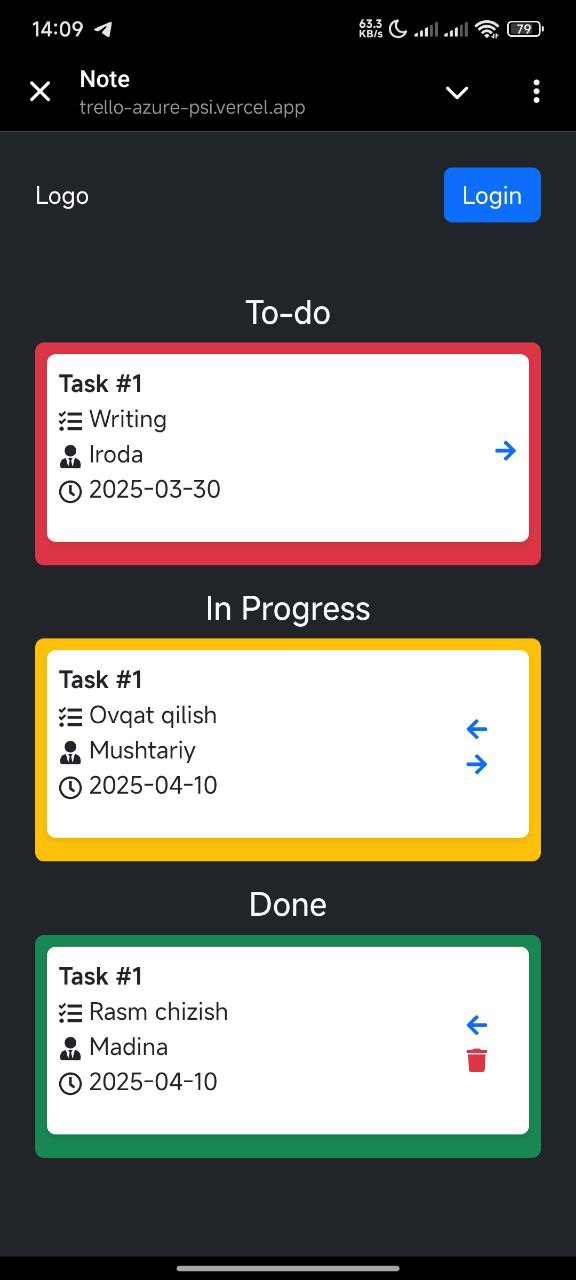 14:09
63.3
KB/s
79
Note
trello-azure-psi.vercel.app
Logo
Login
To-do
Task #1
Writing
Iroda
2025-03-30
In Progress
Task #1
Ovqat qilish
Mushtariy
2025-04-10
Done
Task #1
Rasm chizish
Madina
2025-04-10